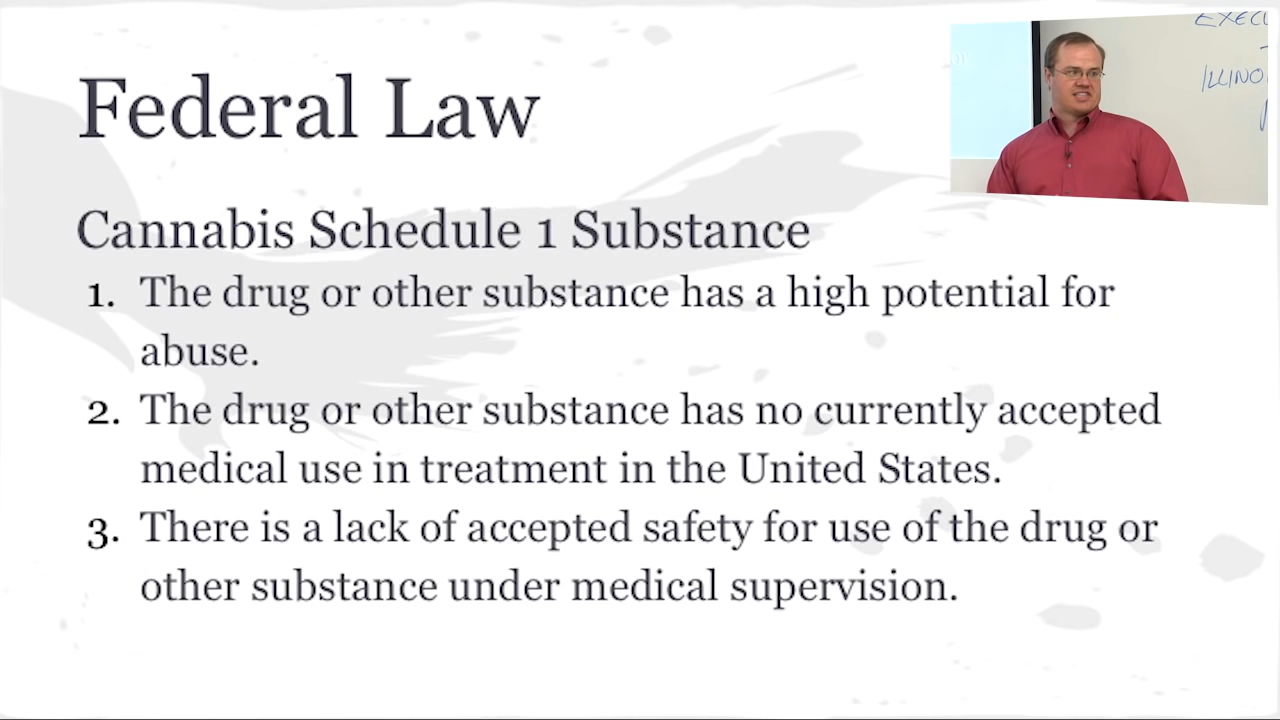 Federal Law
Cannabis Schedule 1 Substance
1. The drug or other substance has a high potential for
abuse.
2. The drug or other substance has no currently accepted
medical use in treatment in the United States.
3. There is a lack of accepted safety for use of the drug or
other substance under medical supervision.
EXECU
ILLINO